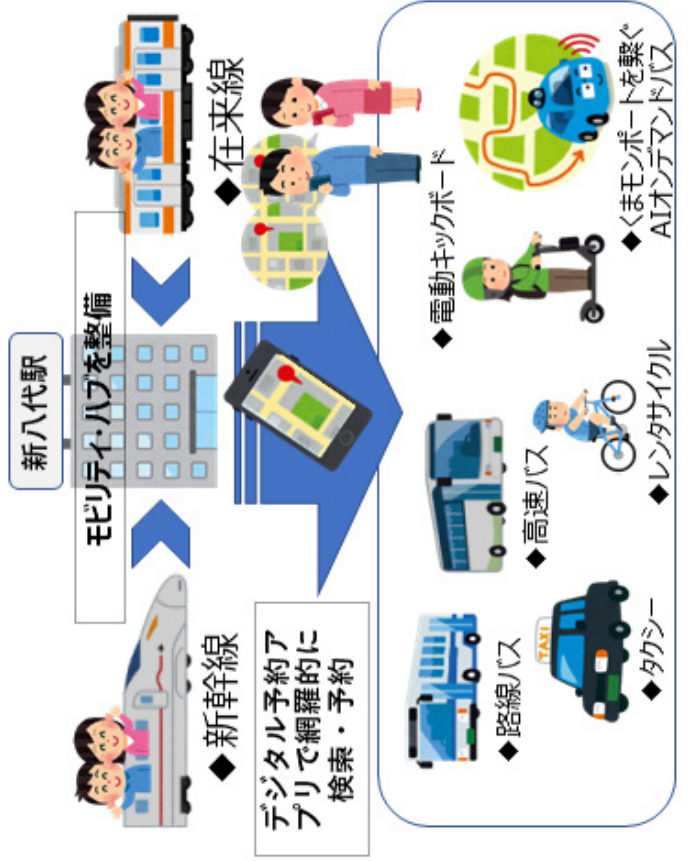 新八代駅
モビリティ・ハブを整備
◆新幹線
◆在来線
デジタル予約ア
プリで網羅的に
検索・予約
◆路線バス
◆高速バス
◆電動キックボード
◆タクシー
TAXI
◆レンタサイクル
◆くまモンポートを繋ぐ
AIオンデマンドバス